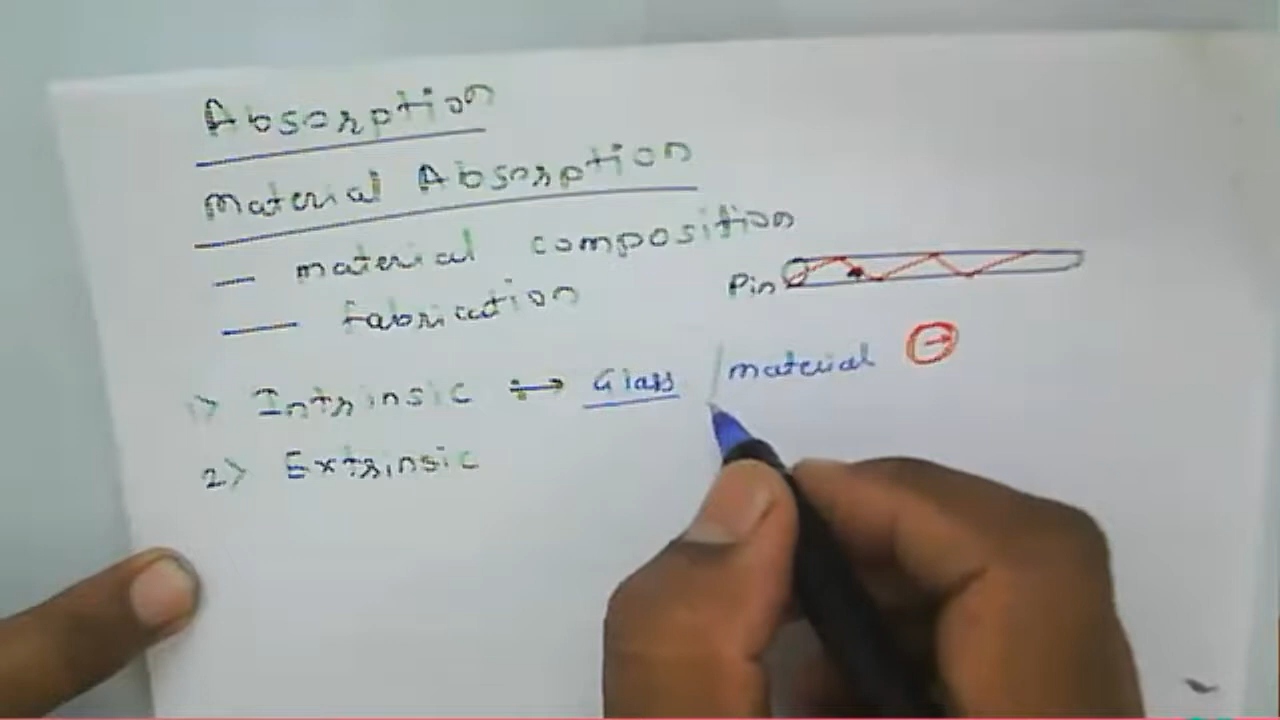 Absorption
Material Absorption
— material composition
— fabrication
Pin
1) Intrinsic → Glass / material
2) Extrinsic